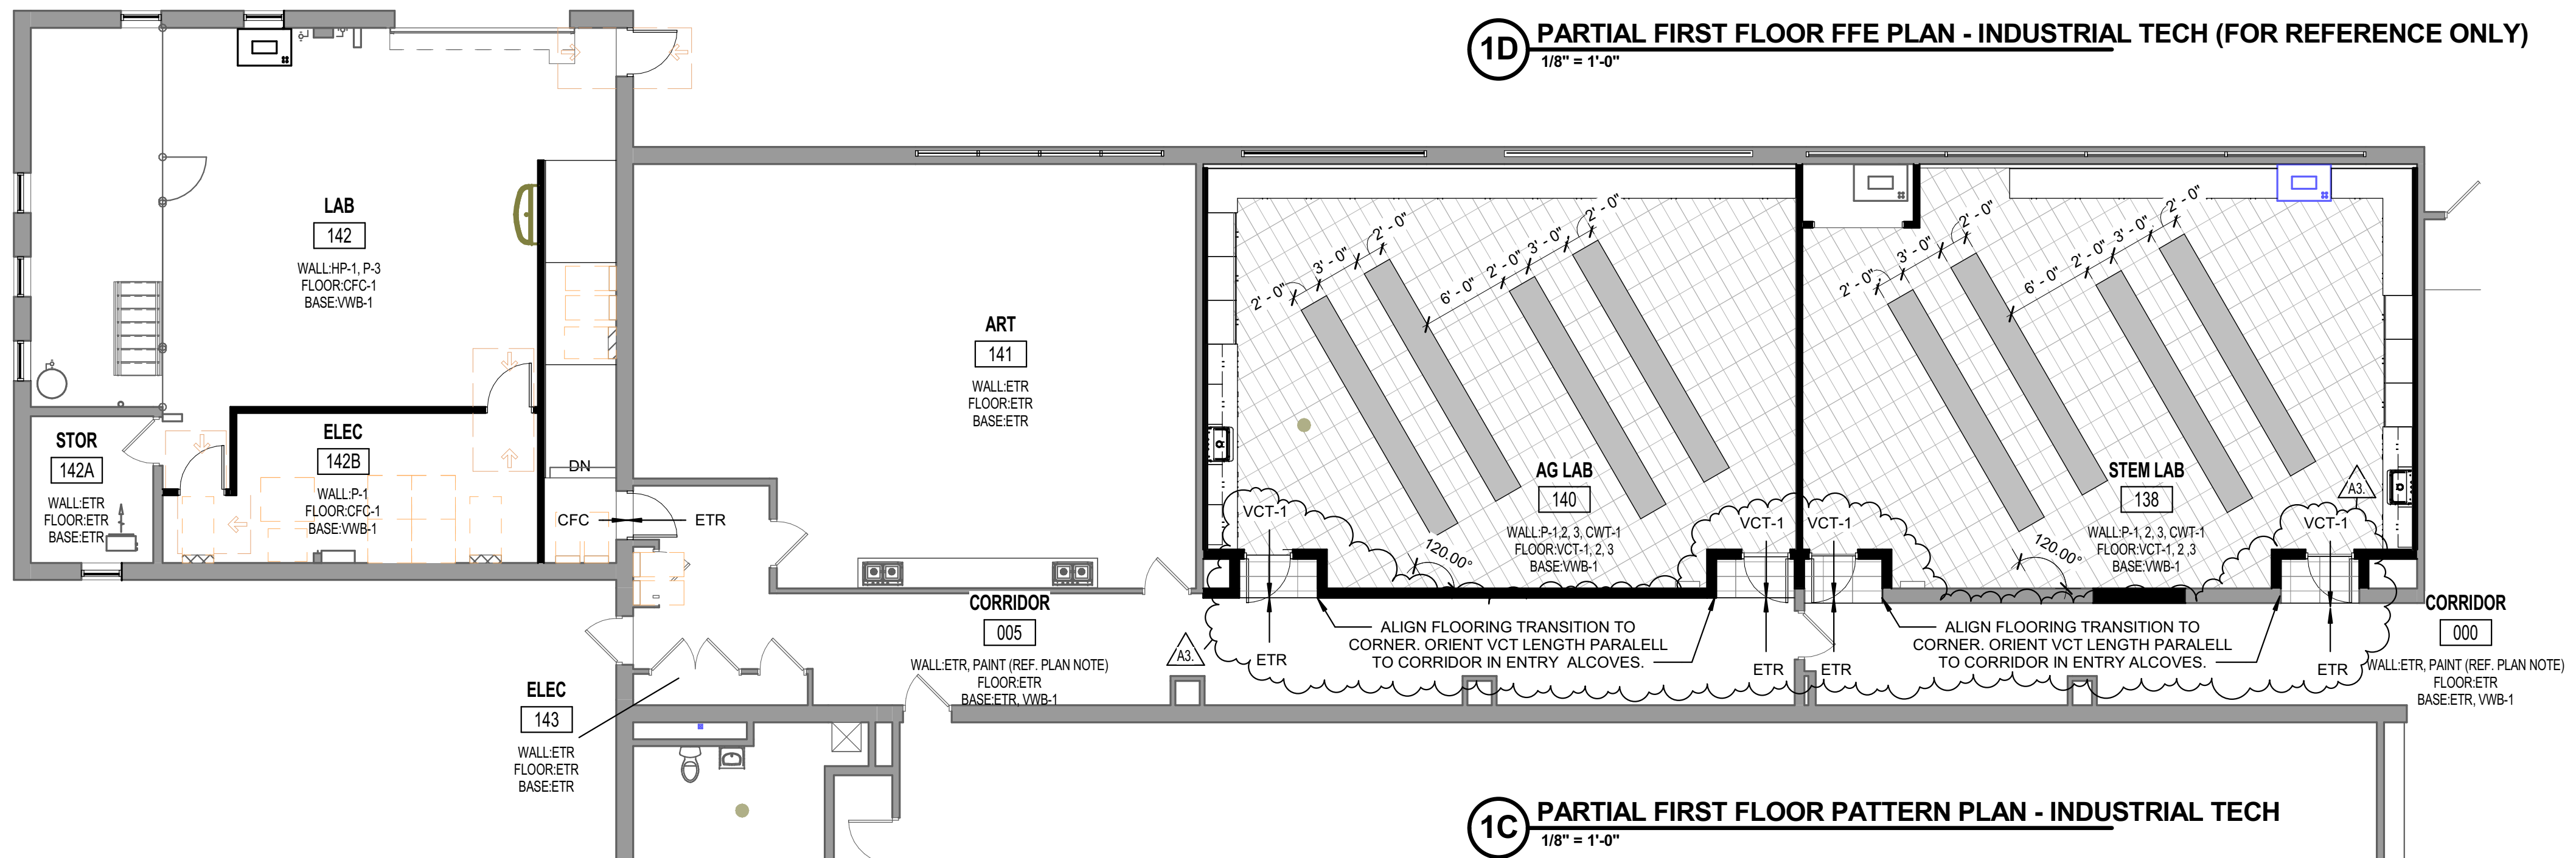 1D
PARTIAL FIRST FLOOR FFE PLAN - INDUSTRIAL TECH (FOR REFERENCE ONLY)
1/8" = 1'-0"
LAB
142
WALL:HP-1, P-3
FLOOR:CFC-1
BASE:VWB-1
STOR
142A
WALL:ETR
FLOOR:ETR
BASE:ETR
ELEC
142B
WALL:P-1
FLOOR:CFC-1
BASE:VWB-1
DN
CFC
ETR
ART
141
WALL:ETR
FLOOR:ETR
BASE:ETR
2' - 0"
3' - 0"
2' - 0"
6' - 0"
2' - 0"
3' - 0"
2' - 0"
AG LAB
140
WALL:P-1,2, 3, CWT-1
FLOOR:VCT-1, 2, 3
BASE:VWB-1
VCT-1
120.00°
VCT-1
2' - 0"
3' - 0"
2' - 0"
6' - 0"
2' - 0"
3' - 0"
2' - 0"
STEM LAB
138
WALL:P-1, 2, 3, CWT-1
FLOOR:VCT-1, 2 ,3
BASE:VWB-1
VCT-1
120.00°
VCT-1
A3.
CORRIDOR
005
WALL:ETR, PAINT (REF. PLAN NOTE)
FLOOR:ETR
BASE:ETR, VWB-1
A3.
ETR
ALIGN FLOORING TRANSITION TO
CORNER. ORIENT VCT LENGTH PARALELL
TO CORRIDOR IN ENTRY ALCOVES.
ETR
ETR
ALIGN FLOORING TRANSITION TO
CORNER. ORIENT VCT LENGTH PARALELL
TO CORRIDOR IN ENTRY ALCOVES.
ETR
CORRIDOR
000
WALL:ETR, PAINT (REF. PLAN NOTE)
FLOOR:ETR
BASE:ETR, VWB-1
ELEC
143
WALL:ETR
FLOOR:ETR
BASE:ETR
1C
PARTIAL FIRST FLOOR PATTERN PLAN - INDUSTRIAL TECH
1/8" = 1'-0"